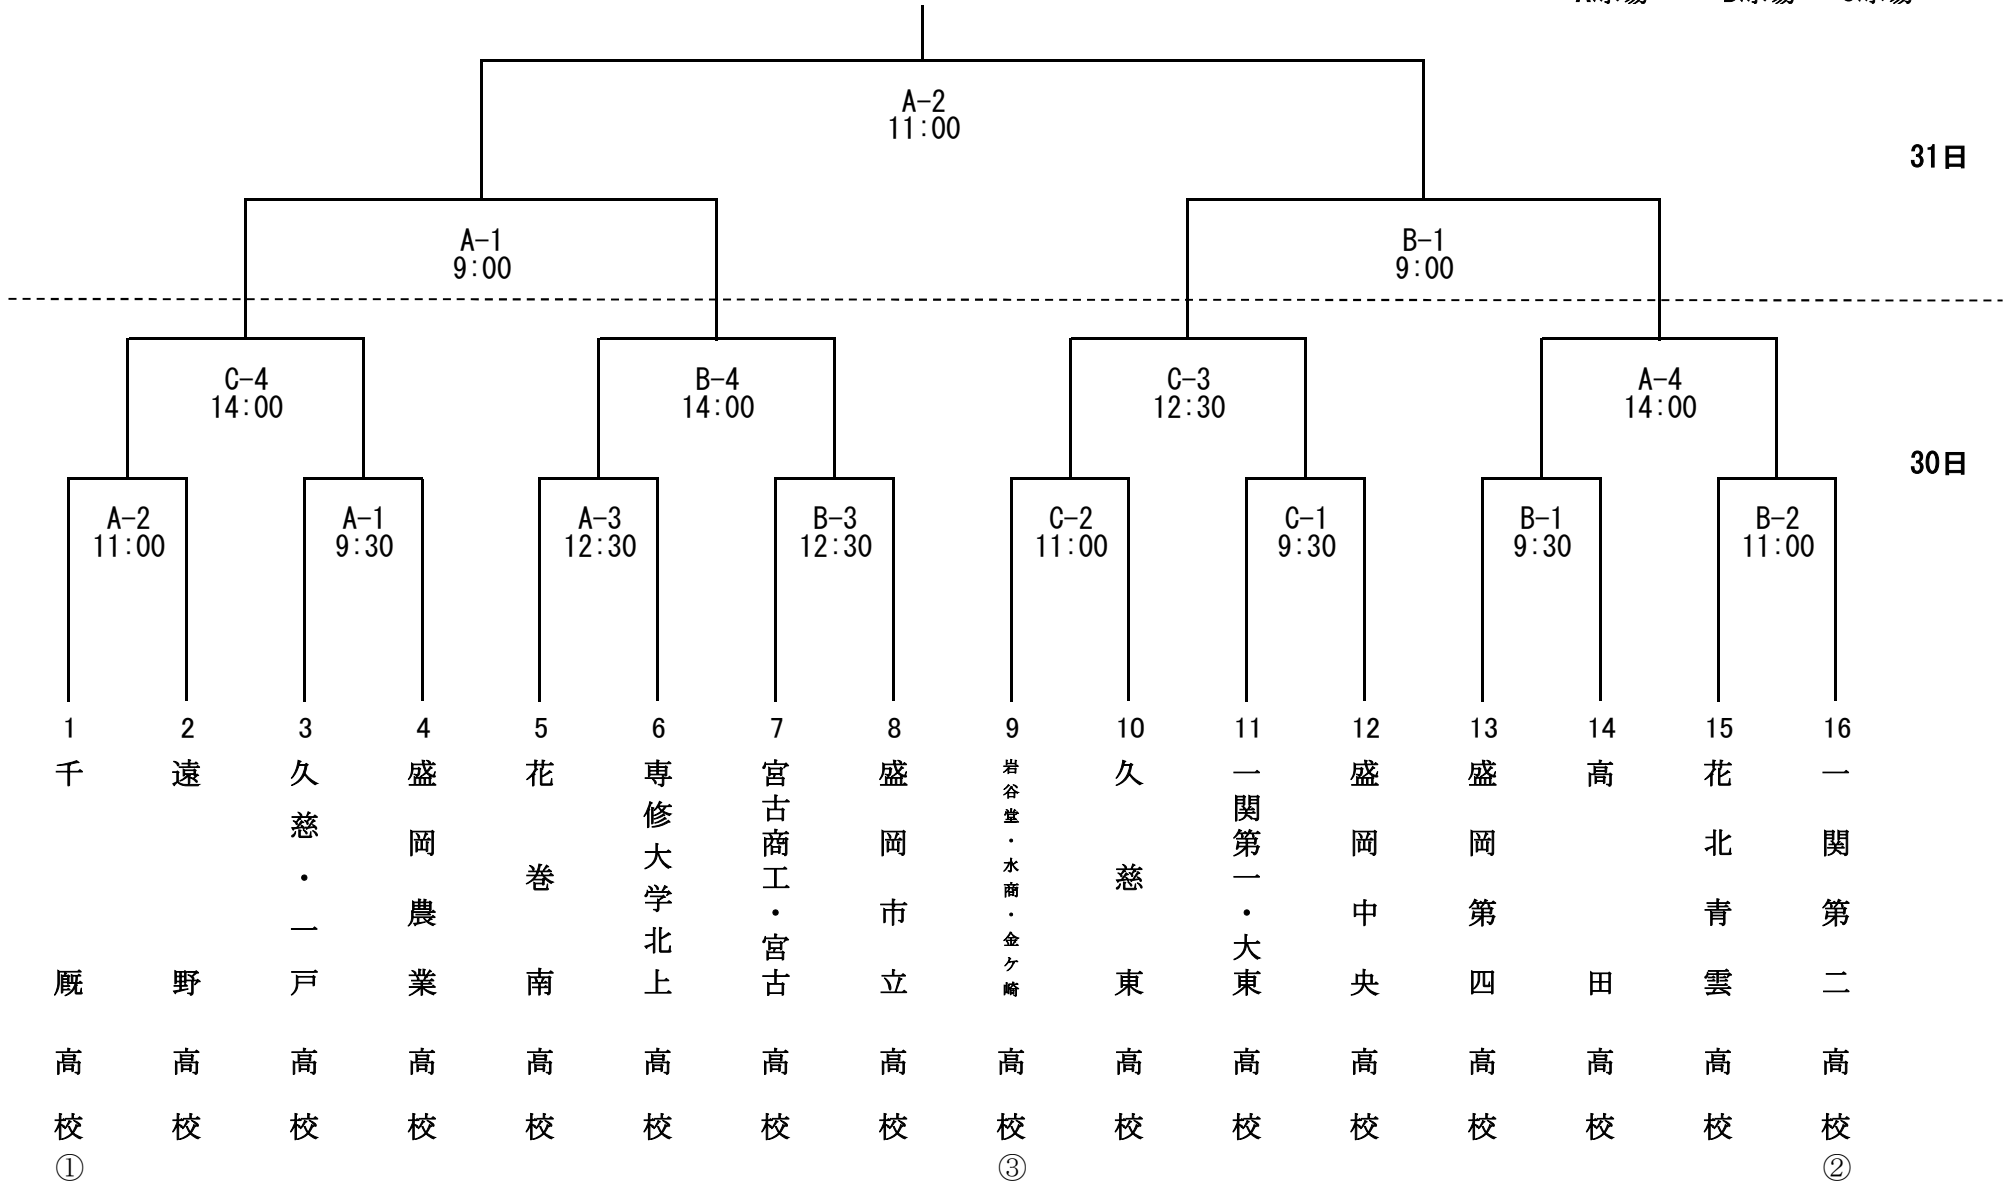 A-2
11:00
31日
A-1
9:00
B-1
9:00
C-4
14:00
B-4
14:00
C-3
12:30
A-4
14:00
30日
A-2
11:00
A-1
9:30
A-3
12:30
B-3
12:30
C-2
11:00
C-1
9:30
B-1
9:30
B-2
11:00
1
千厩高校
①
2
遠野高校
3
久慈・一戸高校
4
盛岡農業高校
5
花巻南高校
6
専修大学北上高校
7
宮古商工・宮古高校
8
盛岡市立高校
9
岩谷堂・水商・金ケ崎高校
③
10
久慈東高校
11
一関第一・大東高校
12
盛岡中央高校
13
盛岡第四高校
14
高田高校
15
花北青雲高校
16
一関第二高校
②